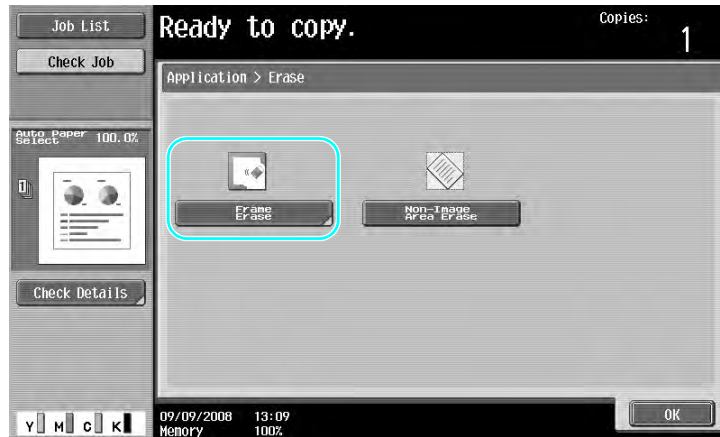 Job List
Ready to copy.
Copies:
1
Check Job
Application > Erase
Auto Paper
Select
100.0%
1
Frame
Erase
Non-Image
Area Erase
Check Details
Y M C K
09/09/2008 13:09
Memory 100%
OK